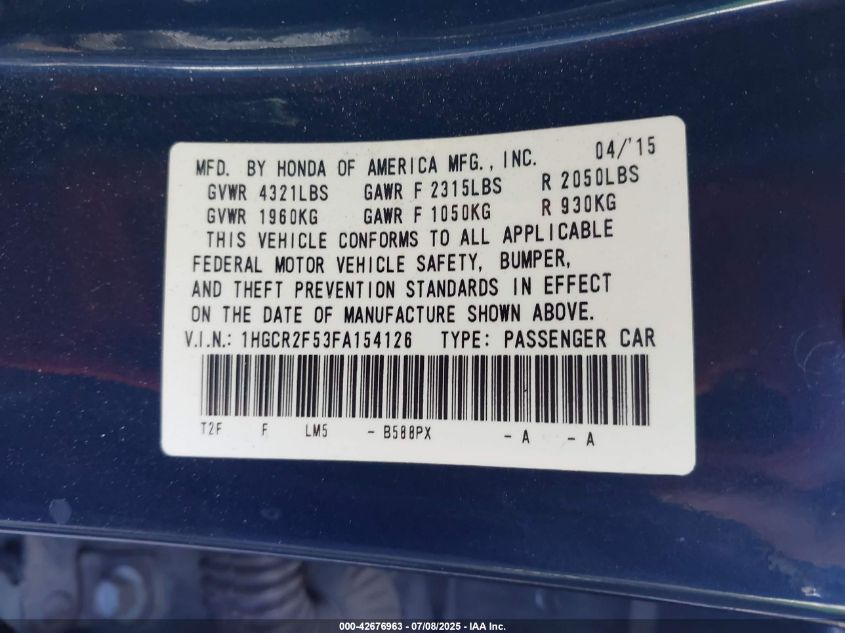 MFD. BY HONDA OF AMERICA MFG., INC. 04/'15
GVWR 4321LBS GAWR F 2315LBS R 2050LBS
GVWR 1960KG GAWR F 1050KG R 930KG
THIS VEHICLE CONFORMS TO ALL APPLICABLE
FEDERAL MOTOR VEHICLE SAFETY, BUMPER,
AND THEFT PREVENTION STANDARDS IN EFFECT
ON THE DATE OF MANUFACTURE SHOWN ABOVE.
V.I.N.: 1HGCR2F53FA154126 TYPE: PASSENGER CAR
T2F F LM5 - B588PX - A - A
000-42676963 - 07/08/2025 - IAA Inc.